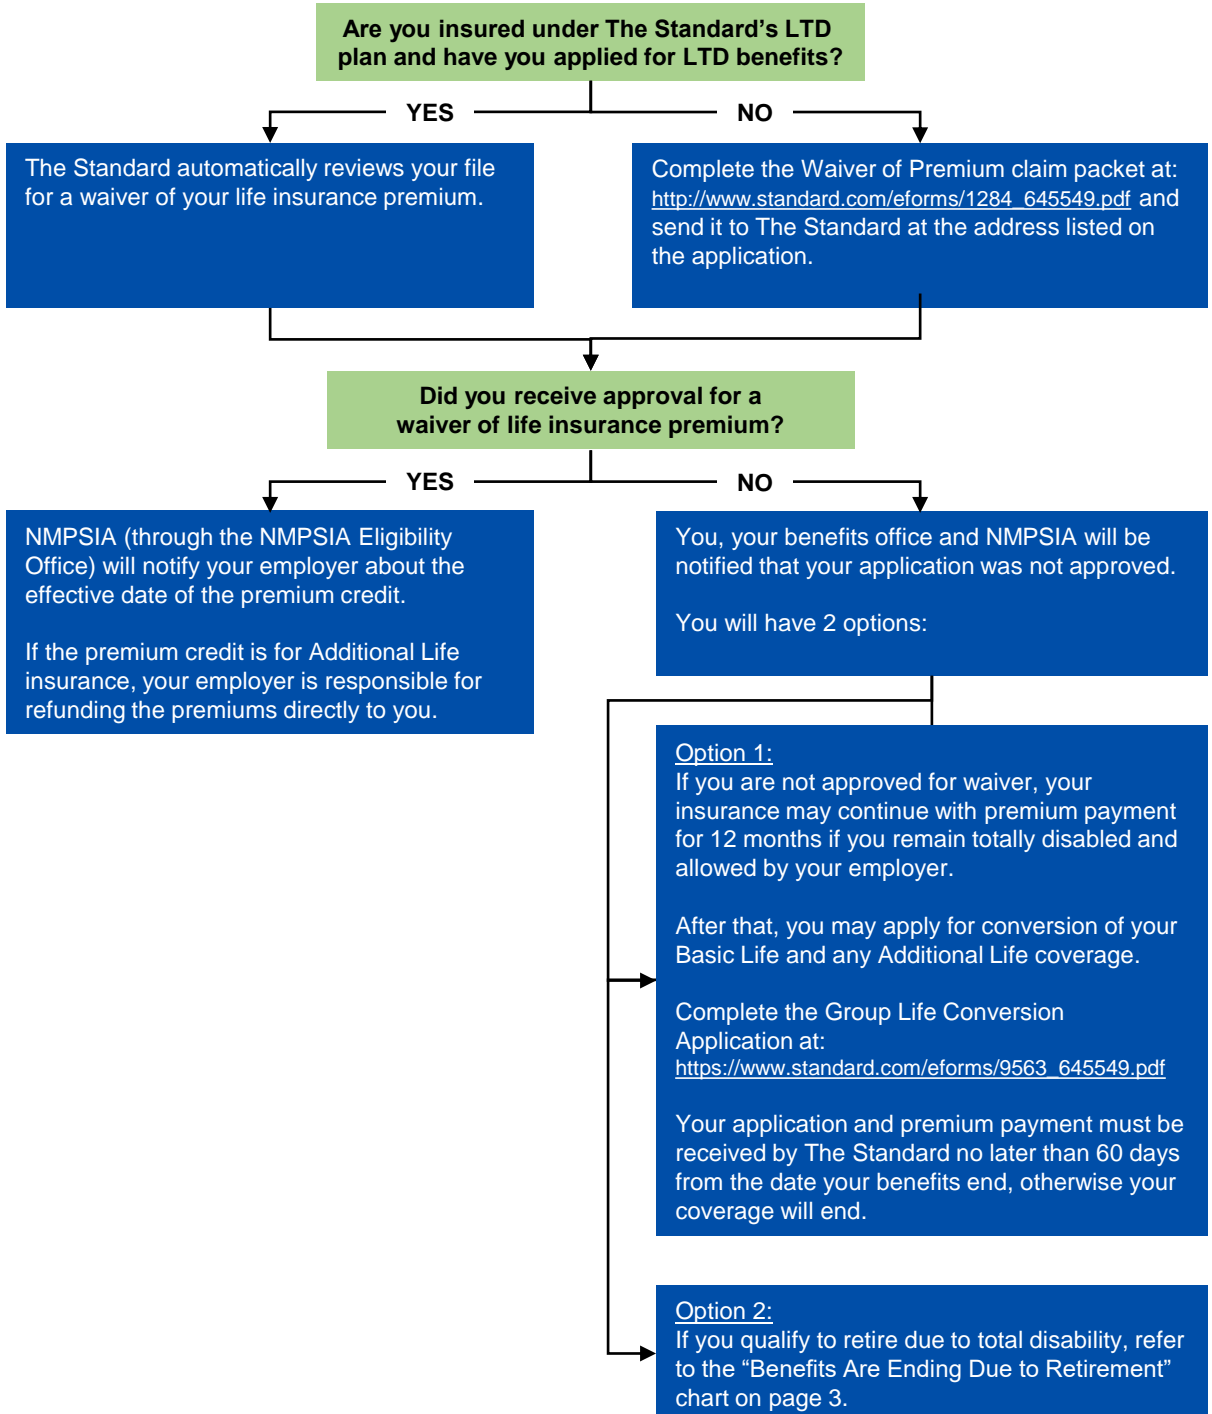 Are you insured under The Standard's LTD
plan and have you applied for LTD benefits?
YES
NO
The Standard automatically reviews your file
for a waiver of your life insurance premium.
Complete the Waiver of Premium claim packet at:
http://www.standard.com/eforms/1284_645549.pdf and
send it to The Standard at the address listed on
the application.
Did you receive approval for a
waiver of life insurance premium?
YES
NO
NMPSIA (through the NMPSIA Eligibility
Office) will notify your employer about the
effective date of the premium credit.
If the premium credit is for Additional Life
insurance, your employer is responsible for
refunding the premiums directly to you.
You, your benefits office and NMPSIA will be
notified that your application was not approved.
You will have 2 options:
Option 1:
If you are not approved for waiver, your
insurance may continue with premium payment
for 12 months if you remain totally disabled and
allowed by your employer.
After that, you may apply for conversion of your
Basic Life and any Additional Life coverage.
Complete the Group Life Conversion
Application at:
https://www.standard.com/eforms/9563_645549.pdf
Your application and premium payment must be
received by The Standard no later than 60 days
from the date your benefits end, otherwise your
coverage will end.
Option 2:
If you qualify to retire due to total disability, refer
to the “Benefits Are Ending Due to Retirement”
chart on page 3.